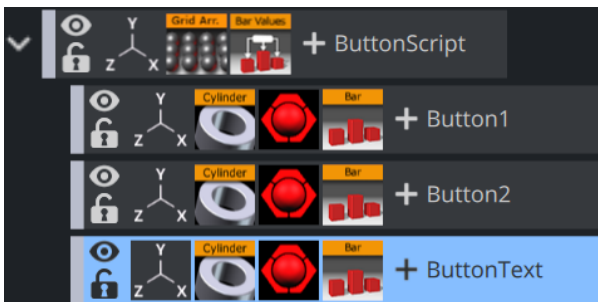 Y Grid Arr. Bar Values
Z X + ButtonScript
Y Cylinder Bar
Z X + Button1
Y Cylinder Bar
Z X + Button2
Y Cylinder Bar
Z X + ButtonText